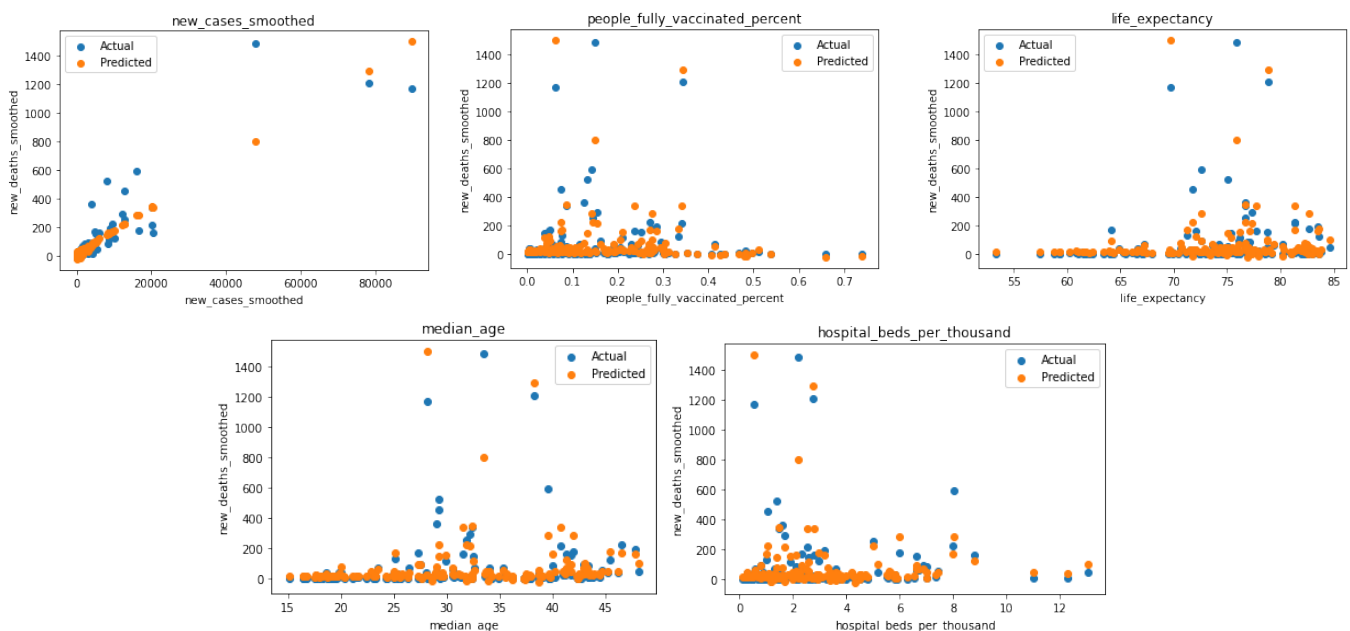 new_cases_smoothed
Actual
Predicted
1400
1200
1000
800
600
400
200
0
new_deaths_smoothed
0 20000 40000 60000 80000
new_cases_smoothed
people_fully_vaccinated_percent
Actual
Predicted
1400
1200
1000
800
600
400
200
0
new_deaths_smoothed
0.0 0.1 0.2 0.3 0.4 0.5 0.6 0.7
people_fully_vaccinated_percent
life_expectancy
Actual
Predicted
1400
1200
1000
800
600
400
200
0
new_deaths_smoothed
55 60 65 70 75 80 85
life_expectancy
median_age
Actual
Predicted
1400
1200
1000
800
600
400
200
0
new_deaths_smoothed
15 20 25 30 35 40 45
median_age
hospital_beds_per_thousand
Actual
Predicted
1400
1200
1000
800
600
400
200
0
new_deaths_smoothed
0 2 4 6 8 10 12
hospital_beds_per_thousand